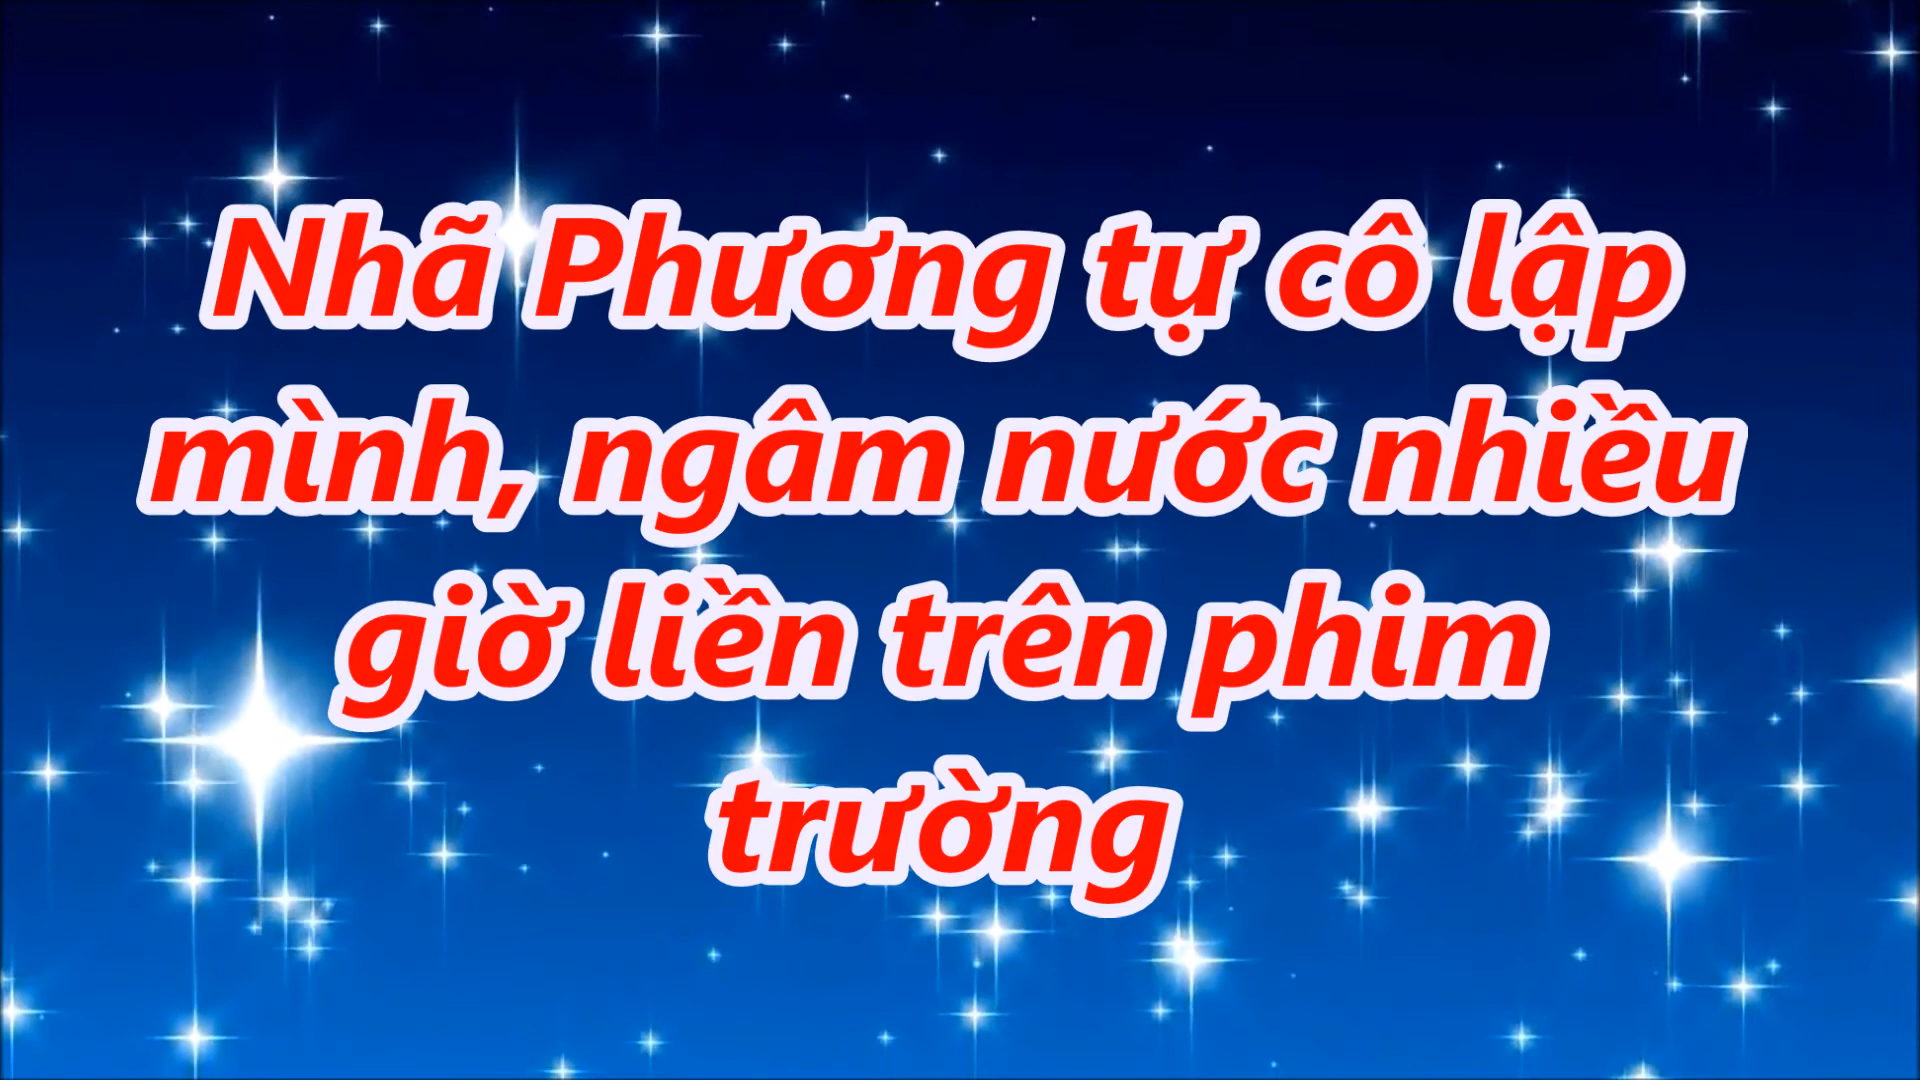 Nhã Phương tự cô lập
mình, ngâm nước nhiều
giờ liền trên phim
trường